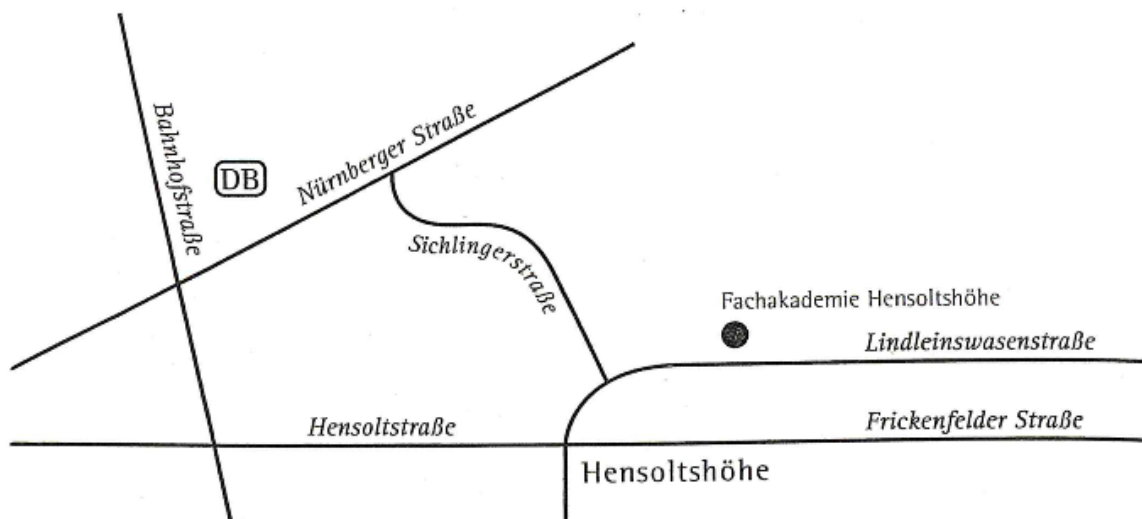 Bahnhofstraße
DB
Nürnberger Straße
Sichlingerstraße
Fachakademie Hensoltshöhe
Lindleinswasenstraße
Hensoltstraße
Frickenfelder Straße
Hensoltshöhe